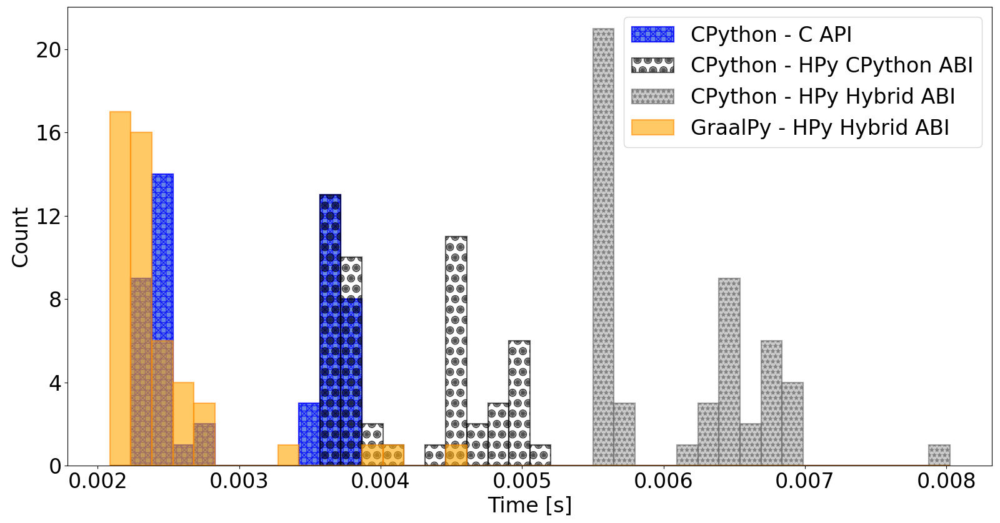 CPython - C API
CPython - HPy CPython ABI
CPython - HPy Hybrid ABI
GraalPy - HPy Hybrid ABI
20
16
12
8
4
0
Count
0.002 0.003 0.004 0.005 0.006 0.007 0.008
Time [s]